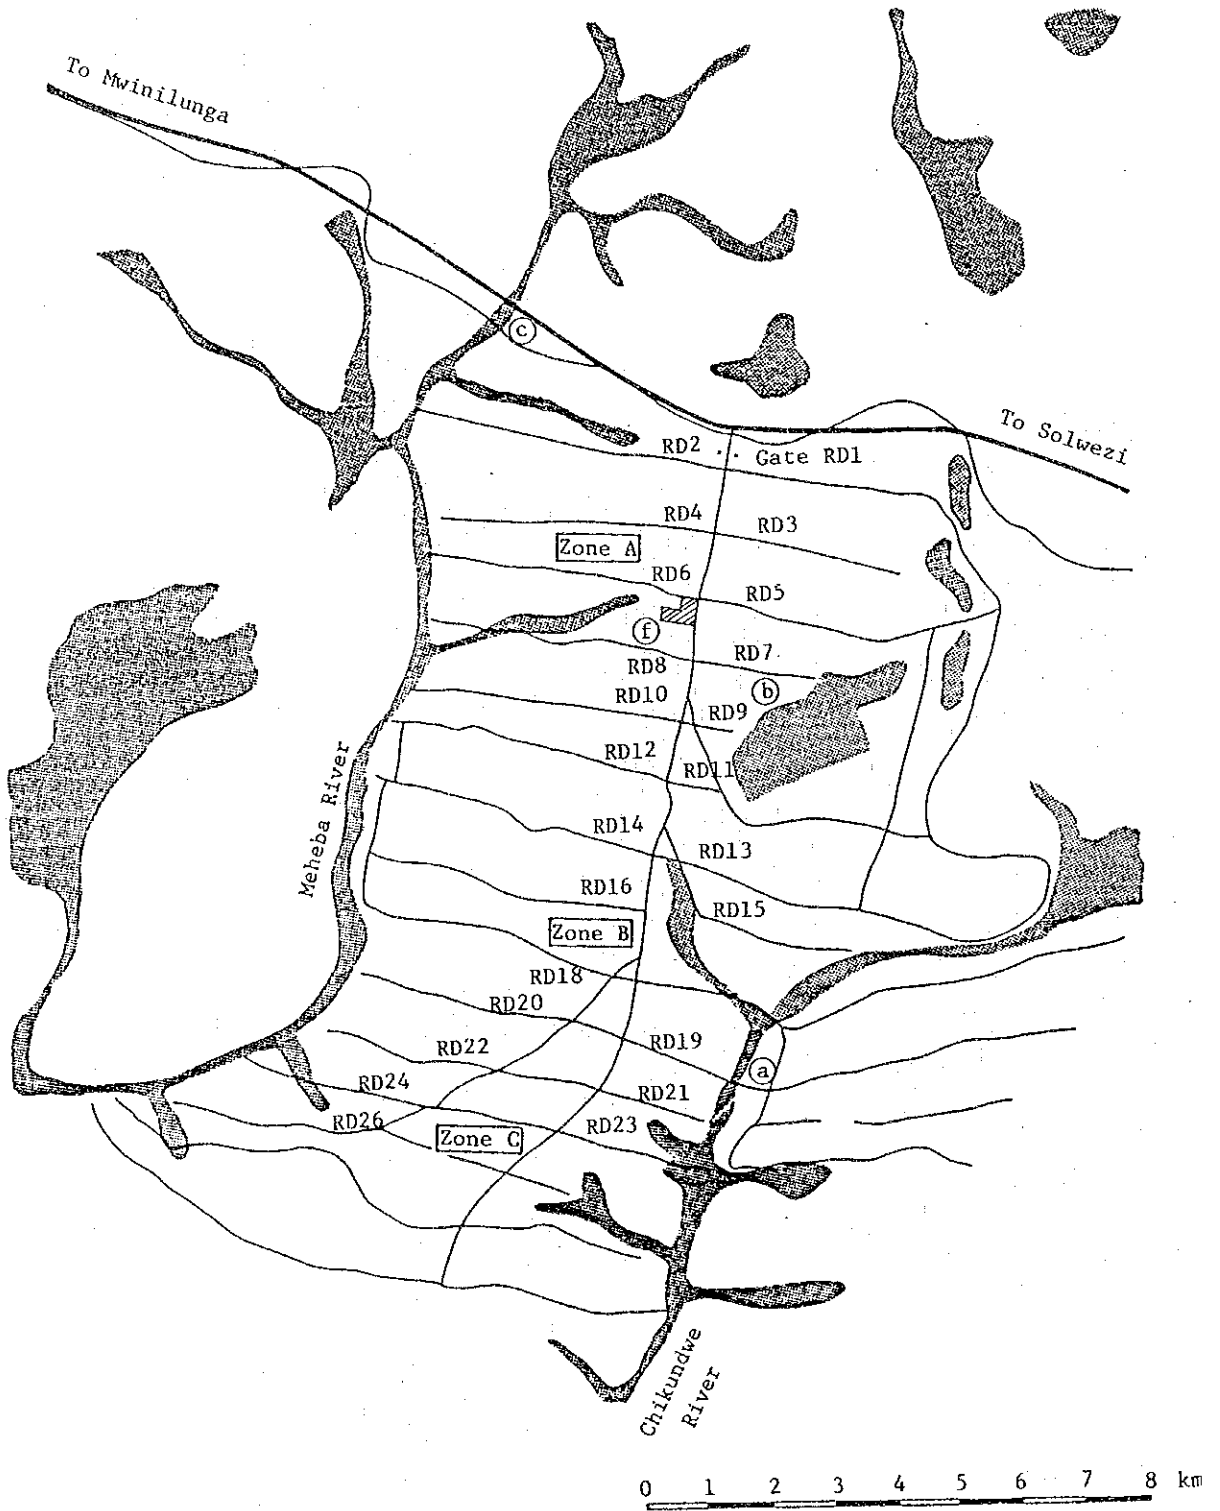 To Mwinilunga
c
To Solwezi
RD2
Gate RD1
RD4
RD3
Zone A
RD6
RD5
f
RD8
RD7
b
RD10
RD9
RD12
RD11
Meheba River
RD14
RD13
RD16
RD15
Zone B
RD18
RD20
RD19
RD22
a
RD24
RD21
RD26
RD23
Zone C
Chikundwe
River
0 1 2 3 4 5 6 7 8 km